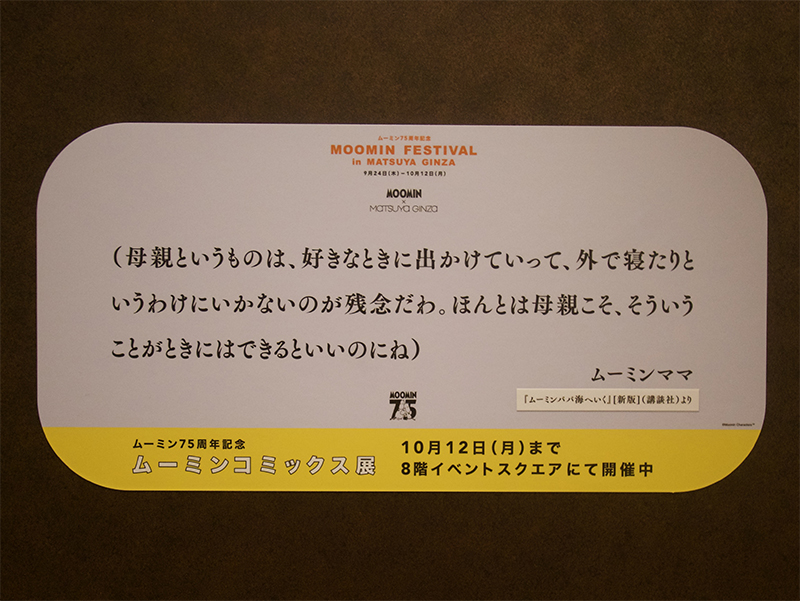 ムーミン75周年記念
MOOMIN FESTIVAL
in MATSUYA GINZA
9月24日(木)-10月12日(月)
MOOMIN
×
MATSUYA GINZA
(母親というものは、好きなときに出かけていって、外で寝たりと
いうわけにいかないのが残念だわ。ほんとは母親こそ、そういう
ことがときにはできるといいのにね)
ムーミンママ
『ムーミンパパ海へいく』[新版](講談社)より
MOOMIN
75
©Moomin Characters™
ムーミン75周年記念
ムーミンコミックス展
10月12日(月)まで
8階イベントスクエアにて開催中